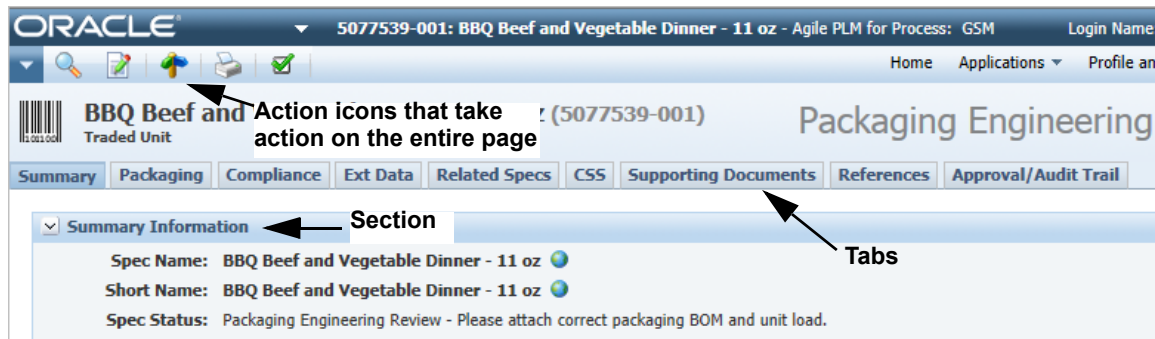 ORACLE 5077539-001: BBQ Beef and Vegetable Dinner - 11 oz - Agile PLM for Process: GSM Login Name
Home Applications Profile an
BBQ Beef and (5077539-001) Packaging Engineering
Traded Unit
Action icons that take
action on the entire page
Summary Packaging Compliance Ext Data Related Specs CSS Supporting Documents References Approval/Audit Trail
Summary Information Section
Tabs
Spec Name: BBQ Beef and Vegetable Dinner - 11 oz
Short Name: BBQ Beef and Vegetable Dinner - 11 oz
Spec Status: Packaging Engineering Review - Please attach correct packaging BOM and unit load.